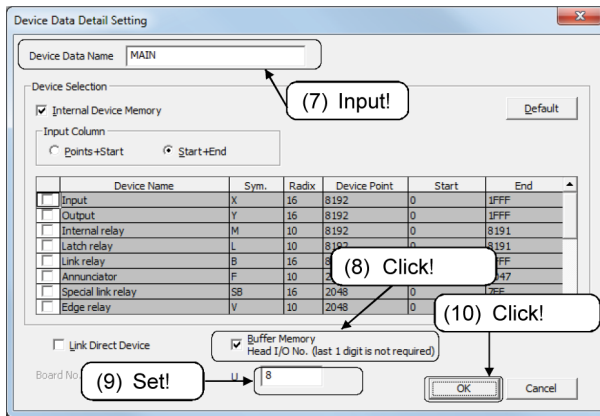 Device Data Detail Setting
Device Data Name MAIN
(7) Input!
Device Selection
Internal Device Memory
Default
Input Column
Points+Start Start+End
Device Name Sym. Radix Device Point Start End
Input X 16 8192 0 1FFF
Output Y 16 8192 0 1FFF
Internal relay M 10 8192 0 8191
Latch relay L 10 8192 0 8191
Link relay B 16
Annunciator F 10
Special link relay SB 16 2048 0 7FF
Edge relay V 10 2048 0
(8) Click!
(10) Click!
Link Direct Device
Buffer Memory
Head I/O No. (last 1 digit is not required)
Board No.
(9) Set!
U 8
OK Cancel